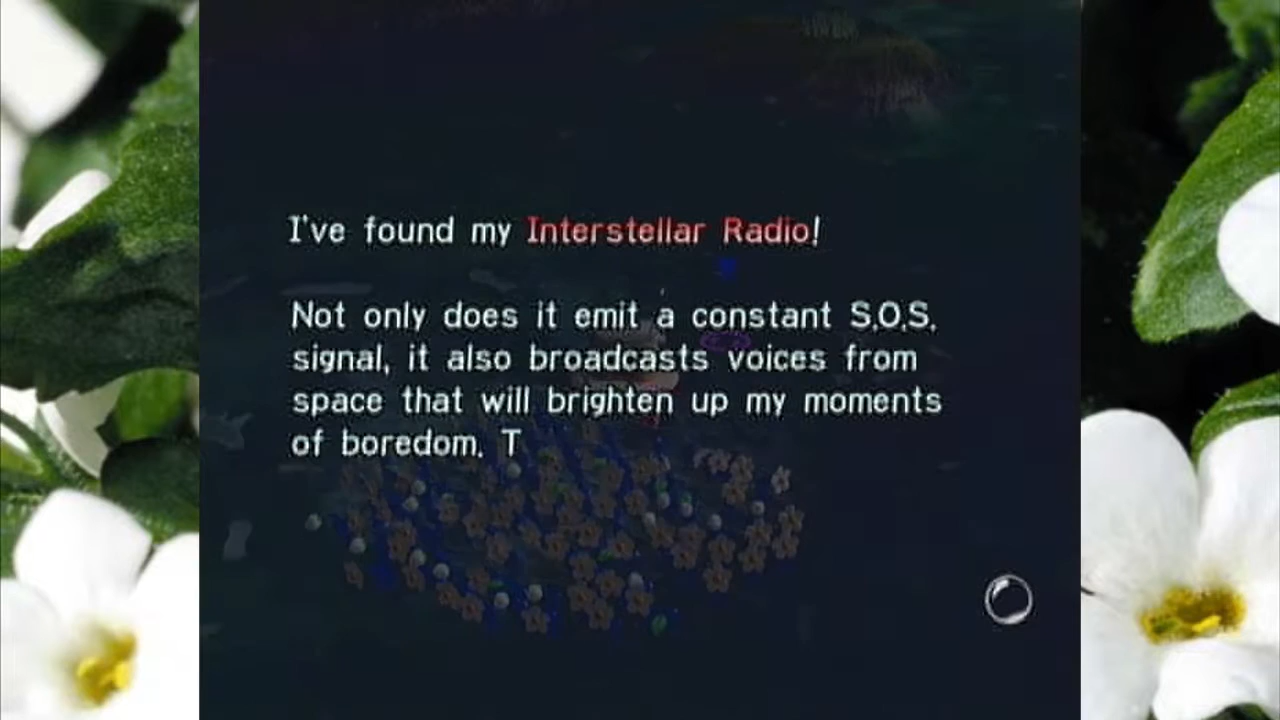 I've found my Interstellar Radio!
Not only does it emit a constant S.O.S.
signal, it also broadcasts voices from
space that will brighten up my moments
of boredom. T